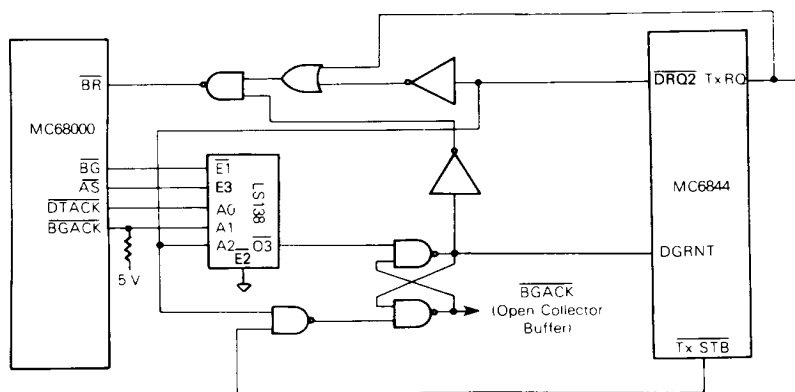 BR
DRQ2 TxRQ
MC68000
BG
AS
DTACK
BGACK
E1
E3
A0
A1
A2
LS138
O3
E2
5 V
MC6844
DGRNT
BGACK
(Open Collector
Buffer)
Tx STB